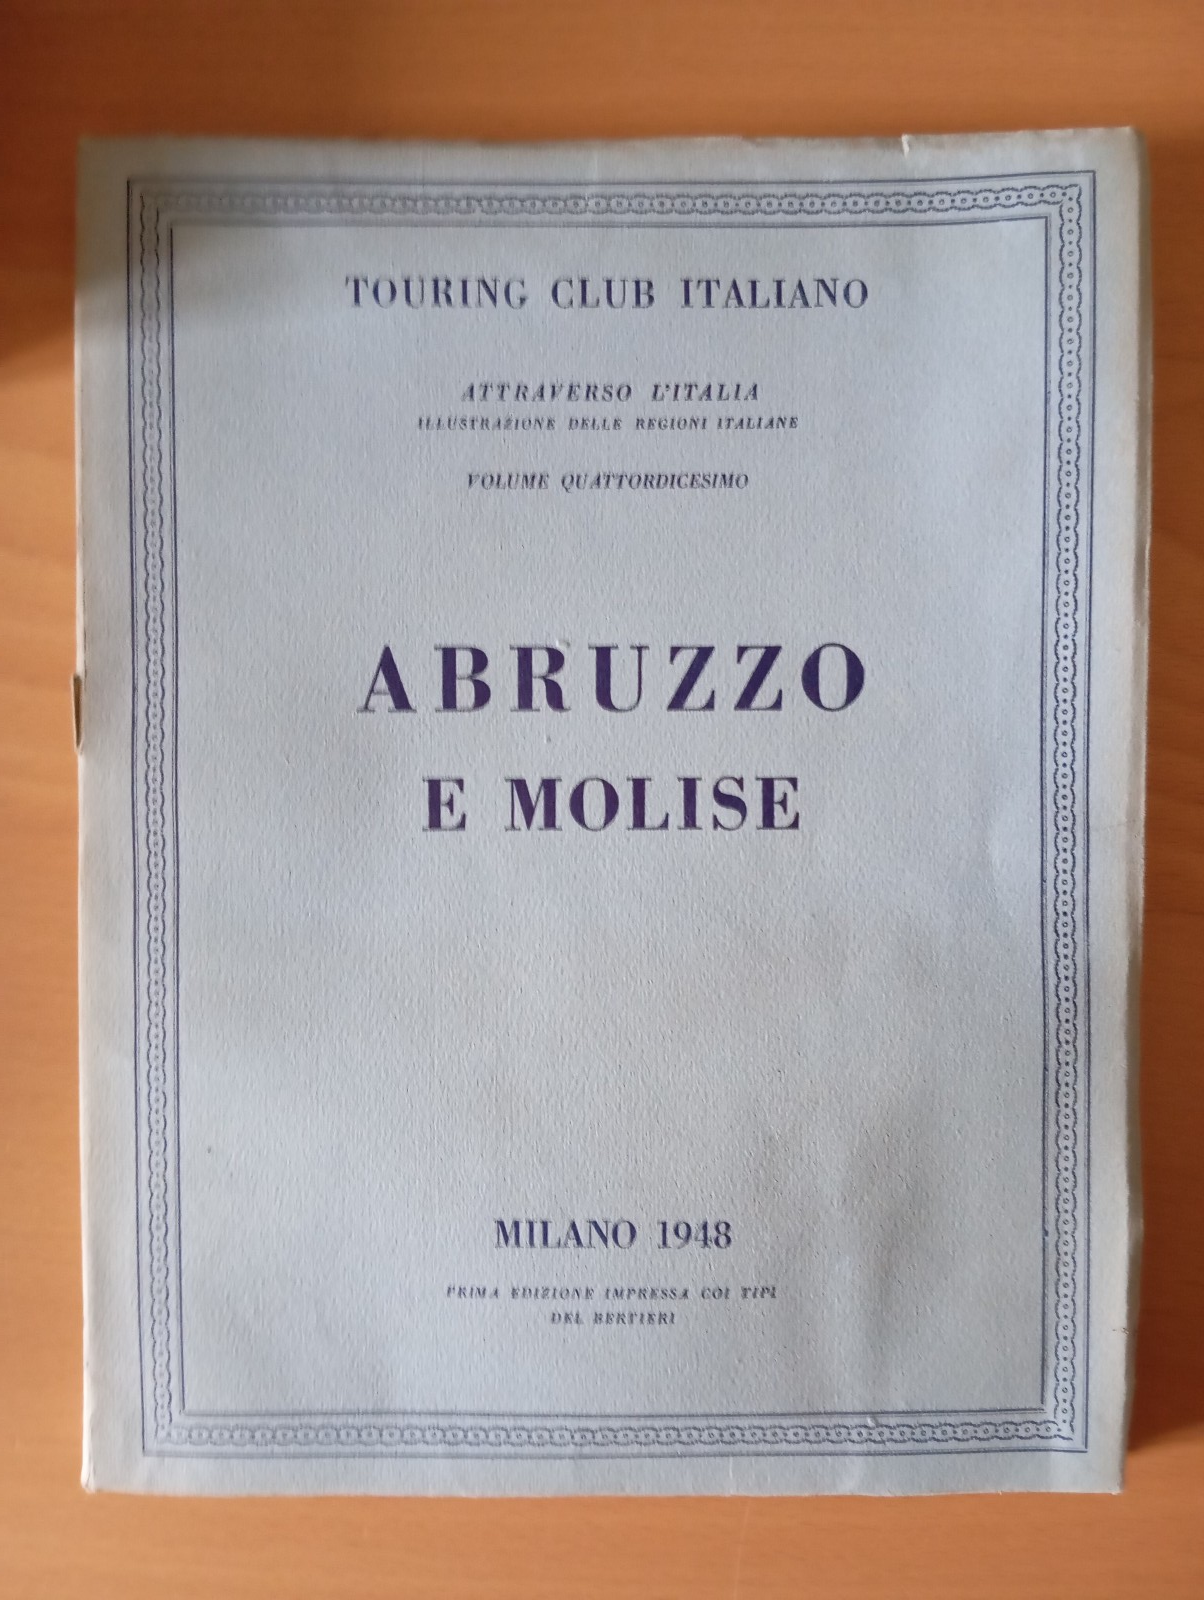 TOURING CLUB ITALIANO
ATTRAVERSO L'ITALIA
ILLUSTRAZIONE DELLE REGIONI ITALIANE
VOLUME QUATTORDICESIMO
ABRUZZO
E MOLISE
MILANO 1948
PRIMA EDIZIONE IMPRESSA COI TIPI
DEL BERTIERI